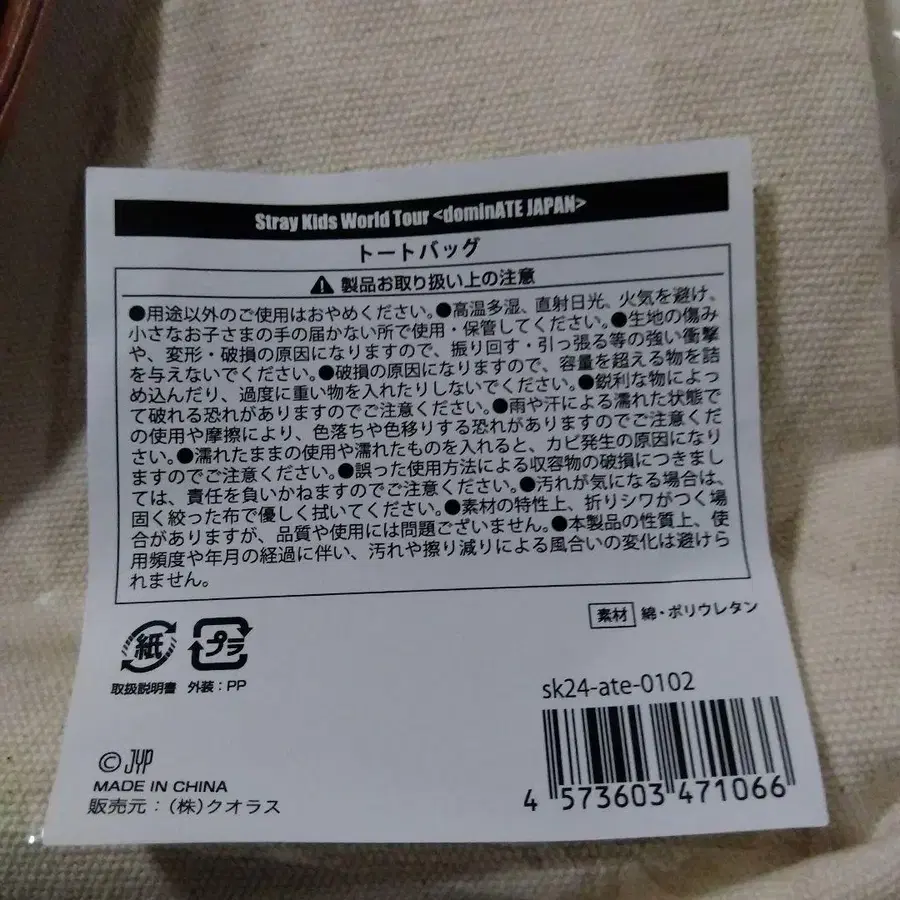 Stray Kids World Tour <dominATE JAPAN>
トートバッグ
製品お取り扱い上の注意
●用途以外のご使用はおやめください。●高温多湿、直射日光、火気を避け、
小さなお子さまの手の届かない所で使用・保管してください。●生地の傷み
や、変形・破損の原因になりますので、振り回す・引っ張る等の強い衝撃
を与えないでください。●破損の原因になりますので、容量を超える物を詰
め込んだり、過度に重い物を入れたりしないでください。●鋭利な物によっ
て破れる恐れがありますのでご注意ください。●雨や汗による濡れた状態で
の使用や摩擦により、色落ちや色移りする恐れがありますのでご注意くだ
さい。●濡れたままの使用や濡れたものを入れると、カビ発生の原因になり
ますのでご注意ください。●誤った使用方法による収容物の破損につきまし
ては、責任を負いかねますのでご注意ください。●汚れが気になる場合は、
固く絞った布で優しく拭いてください。●素材の特性上、折りシワがつく場
合がありますが、品質や使用には問題ございません。●本製品の性質上、使
用頻度や年月の経過に伴い、汚れや擦り減りによる風合いの変化は避けら
れません。
素材 綿・ポリウレタン
紙 プラ
取扱説明書 外装：PP
sk24-ate-0102
© JYP
MADE IN CHINA
販売元：（株）クオラス
4 573603 471066